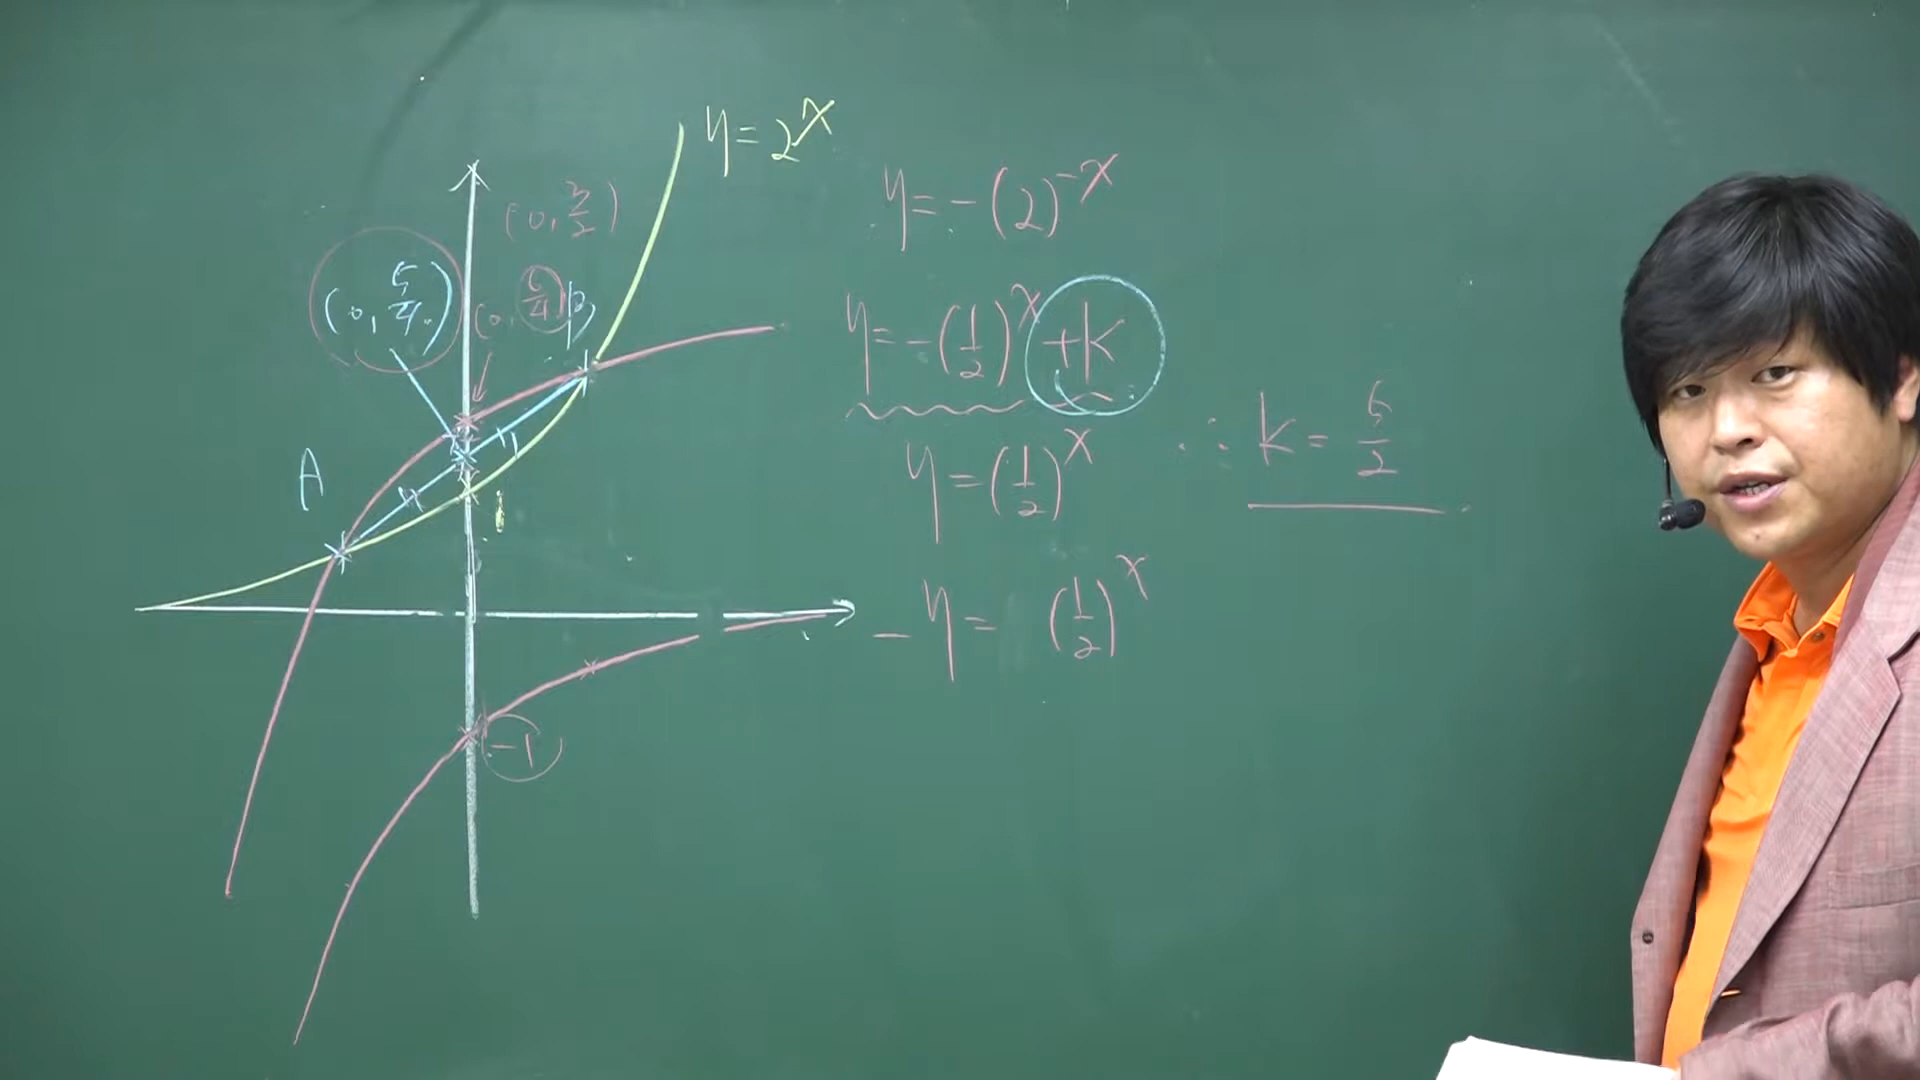 y = 2^x
y = -(2)^-x
(0, 3/2)
(0, 5/4)
(0, 5/4)
B
y = -(1/2)^x + k
y = (1/2)^x
∴ k = 5/2
A
1
-y = (1/2)^x
-1